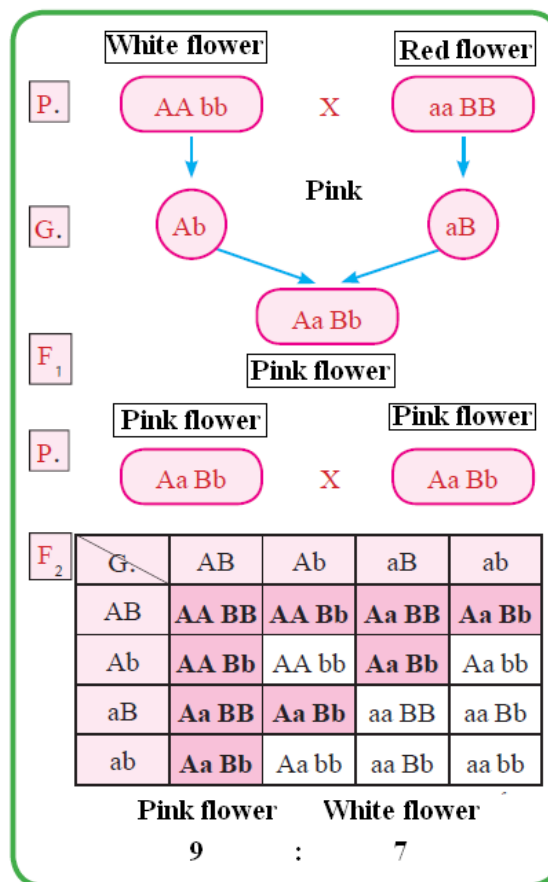 White flower Red flower
P. AA bb X aa BB
Pink
G. Ab aB
Aa Bb
F1
Pink flower
Pink flower Pink flower
P. Aa Bb X Aa Bb
F2 G. AB Ab aB ab
AB AA BB AA Bb Aa BB Aa Bb
Ab AA Bb AA bb Aa Bb Aa bb
aB Aa BB Aa Bb aa BB aa Bb
ab Aa Bb Aa bb aa Bb aa bb
Pink flower White flower
9 : 7